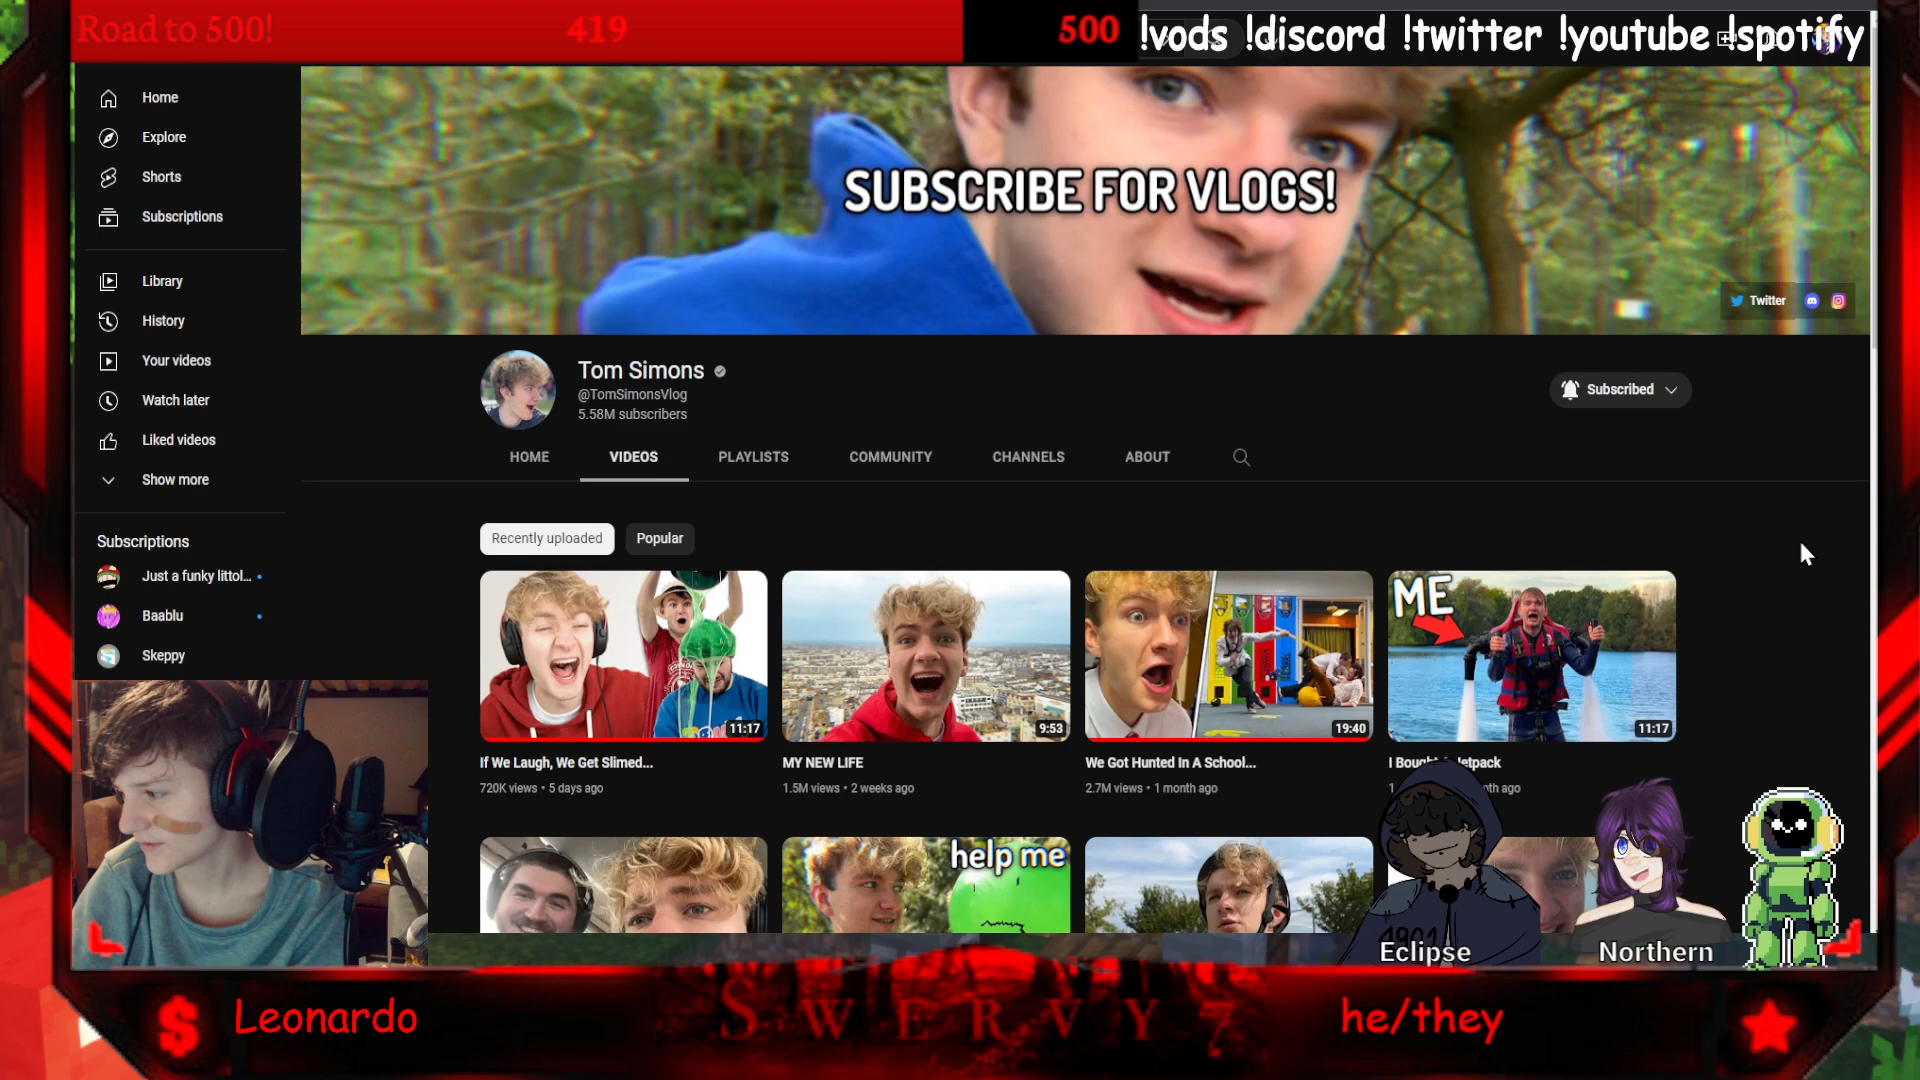 Road to 500!
419
500
!vods !discord !twitter !youtube !spotify
Home
Explore
Shorts
Subscriptions
Library
History
Your videos
Watch later
Liked videos
Show more
Subscriptions
Just a funky littol...
Baablu
Skeppy
SUBSCRIBE FOR VLOGS!
Twitter
Tom Simons
@TomSimonsVlog
5.58M subscribers
Subscribed
HOME
VIDEOS
PLAYLISTS
COMMUNITY
CHANNELS
ABOUT
Recently uploaded
Popular
11:17
9:53
19:40
ME
11:17
If We Laugh, We Get Slimed...
MY NEW LIFE
We Got Hunted In A School...
I Bought
720K views • 5 days ago
1.5M views • 2 weeks ago
2.7M views • 1 month ago
ago
help me
Eclipse
Northern
Leonardo
SWERVY7
he/they